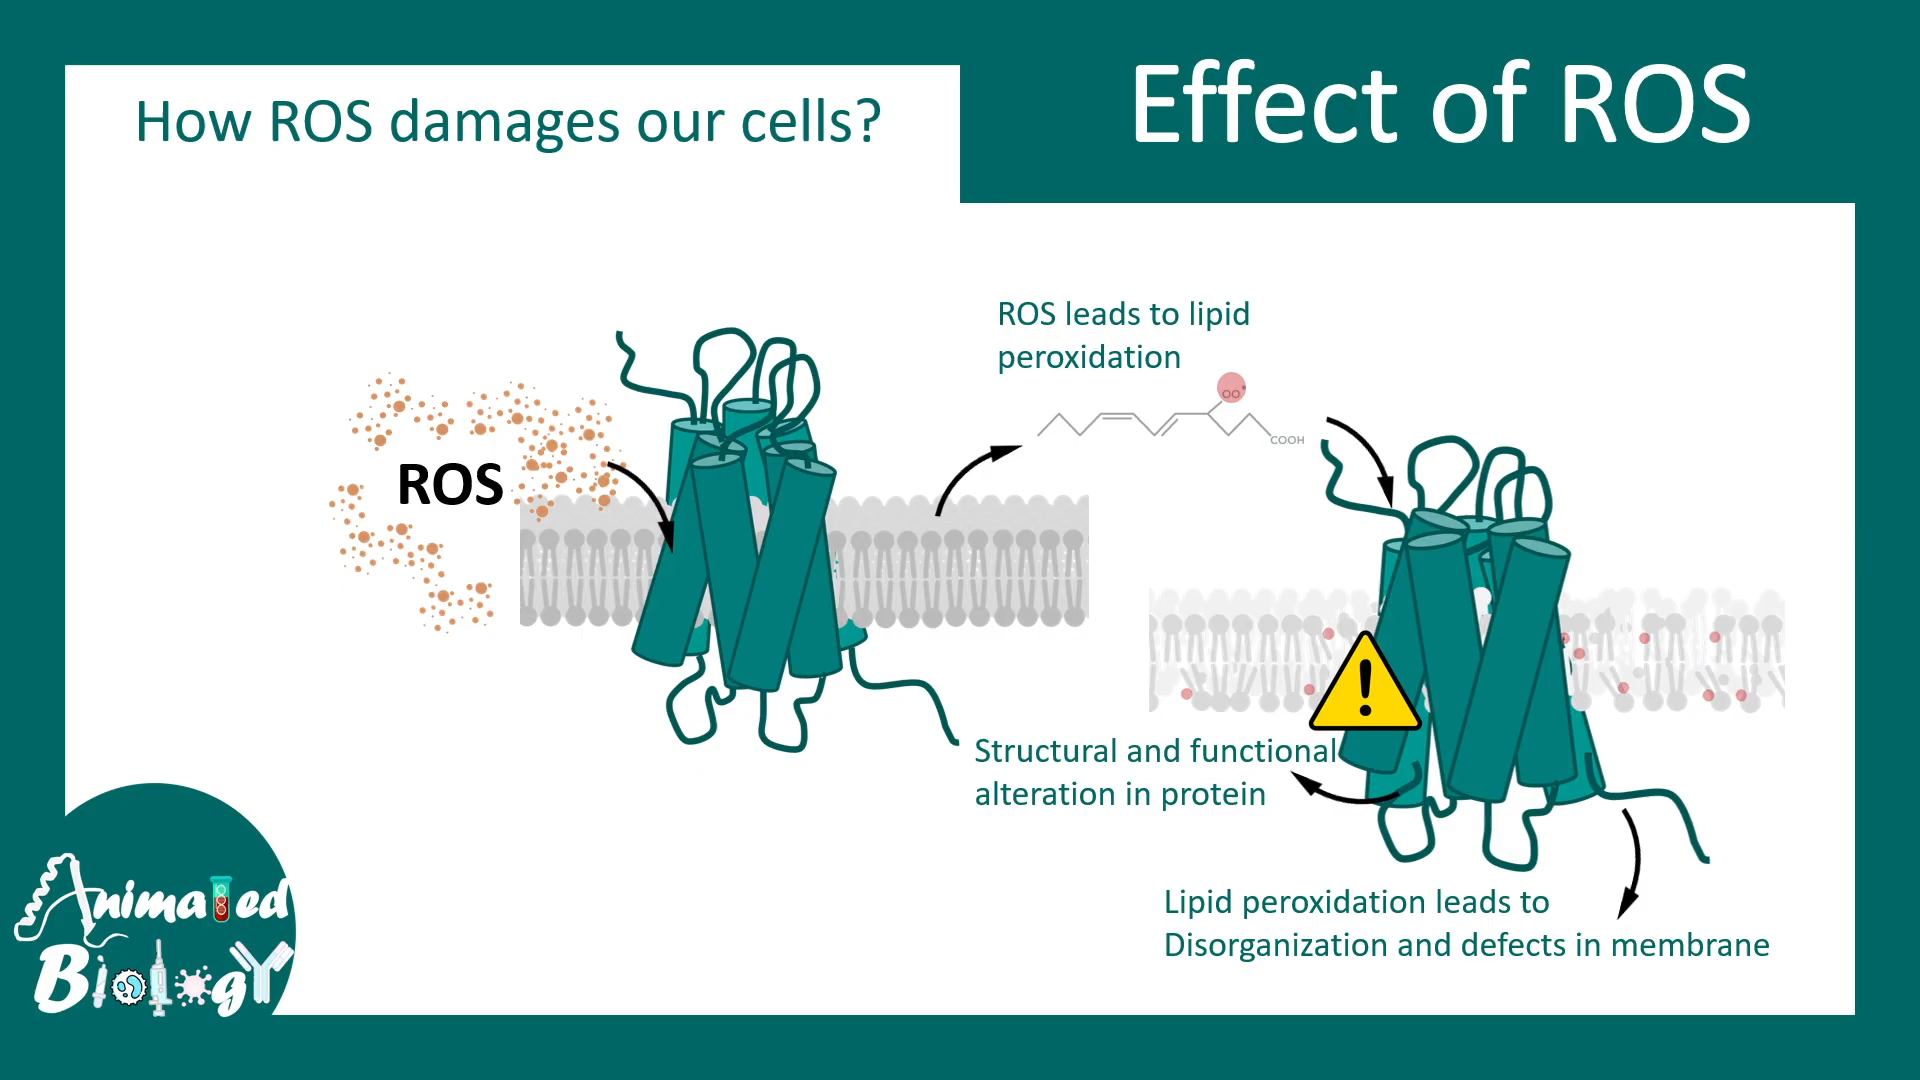 How ROS damages our cells?
Effect of ROS
ROS leads to lipid
peroxidation
OO•
COOH
ROS
Structural and functional
alteration in protein
Lipid peroxidation leads to
Disorganization and defects in membrane
Animated
Biology